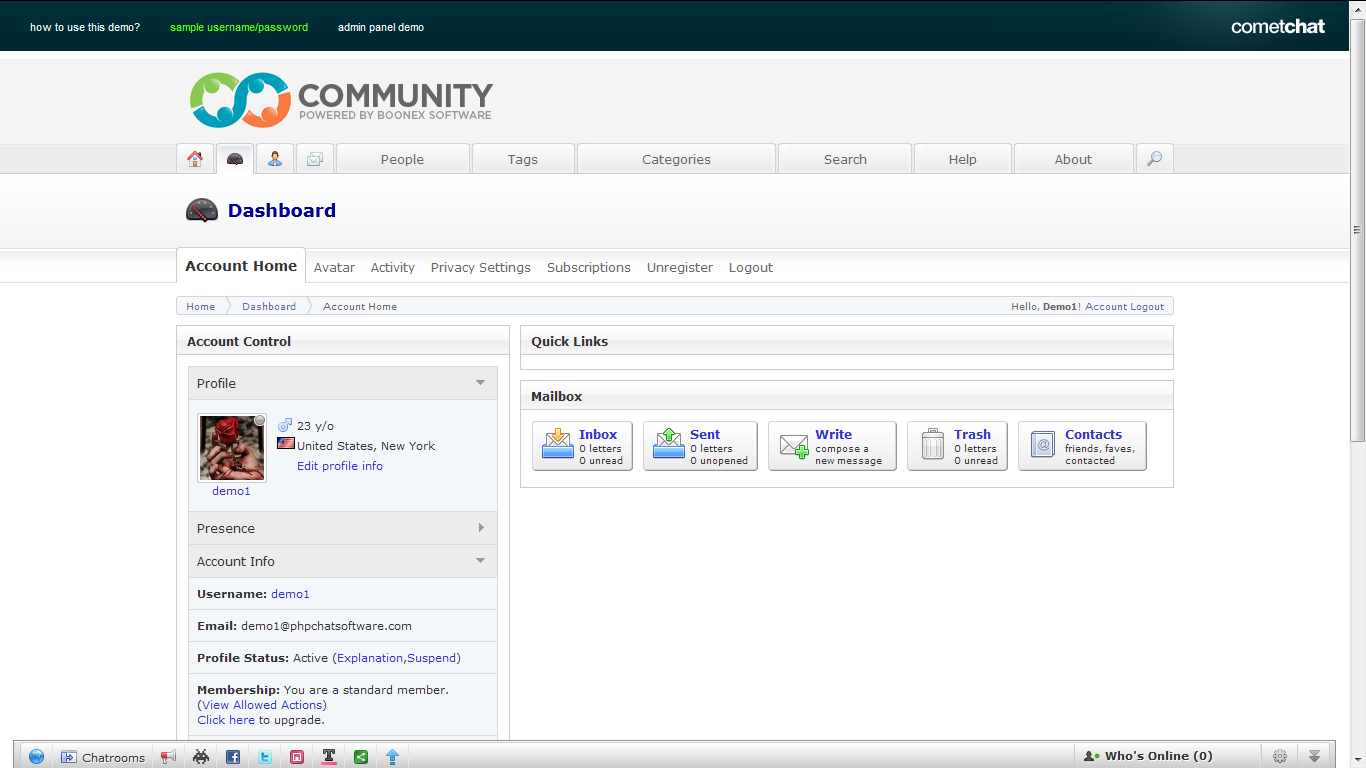 how to use this demo? sample username/password admin panel demo cometchat
COMMUNITY
POWERED BY BOONEX SOFTWARE
People Tags Categories Search Help About
Dashboard
Account Home Avatar Activity Privacy Settings Subscriptions Unregister Logout
Home Dashboard Account Home Hello, Demo1! Account Logout
Account Control
Profile
23 y/o
United States, New York
Edit profile info
demo1
Presence
Account Info
Username: demo1
Email: demo1@phpchatsoftware.com
Profile Status: Active (Explanation,Suspend)
Membership: You are a standard member.
(View Allowed Actions)
Click here to upgrade.
Quick Links
Mailbox
Inbox
0 letters
0 unread
Sent
0 letters
0 unopened
Write
compose a
new message
Trash
0 letters
0 unread
Contacts
friends, faves,
contacted
Chatrooms Who's Online (0)